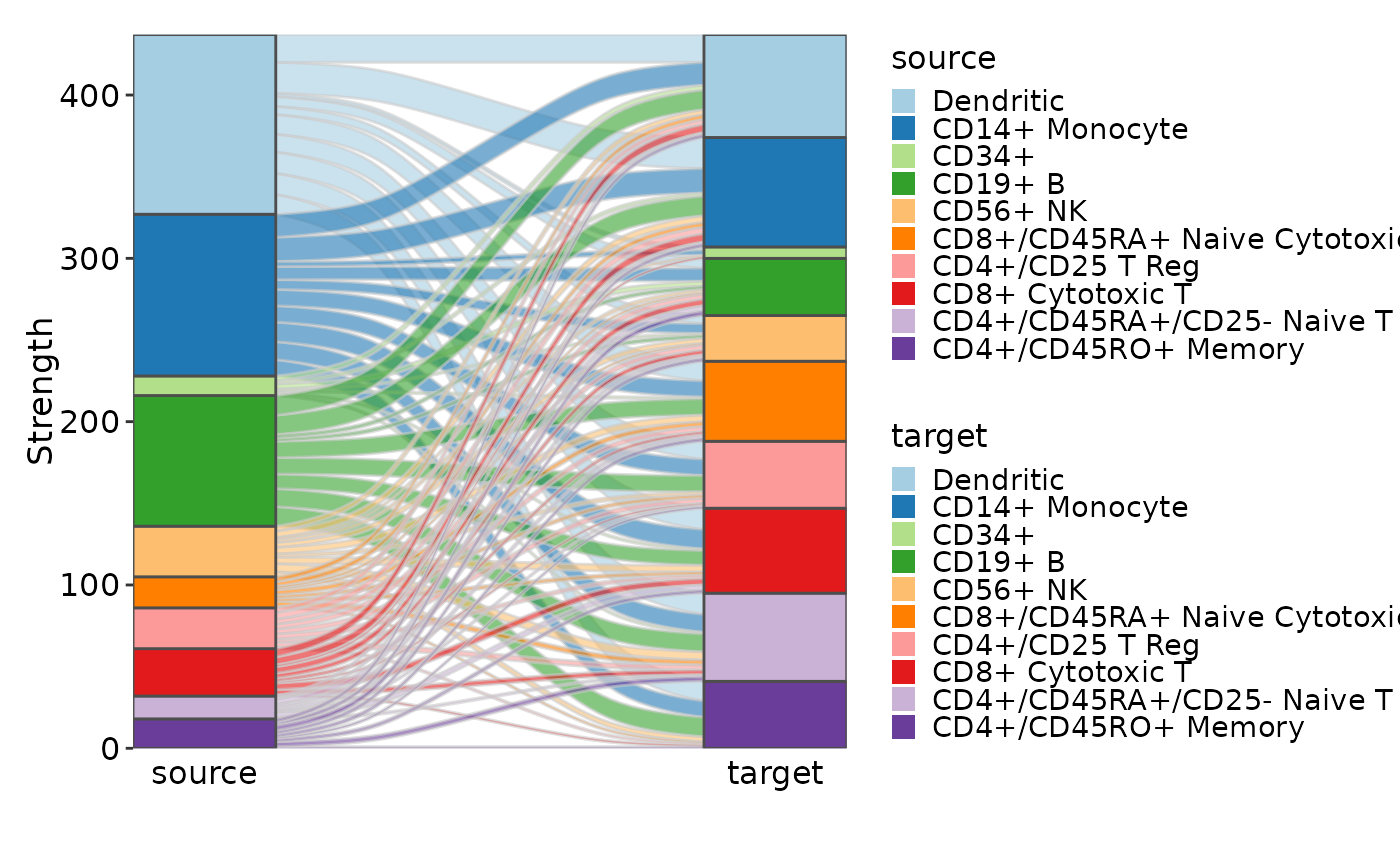 400
300
200
100
0
Strength
source
target
source
Dendritic
CD14+ Monocyte
CD34+
CD19+ B
CD56+ NK
CD8+/CD45RA+ Naive Cytotoxic
CD4+/CD25 T Reg
CD8+ Cytotoxic T
CD4+/CD45RA+/CD25- Naive T
CD4+/CD45RO+ Memory
target
Dendritic
CD14+ Monocyte
CD34+
CD19+ B
CD56+ NK
CD8+/CD45RA+ Naive Cytotoxic
CD4+/CD25 T Reg
CD8+ Cytotoxic T
CD4+/CD45RA+/CD25- Naive T
CD4+/CD45RO+ Memory